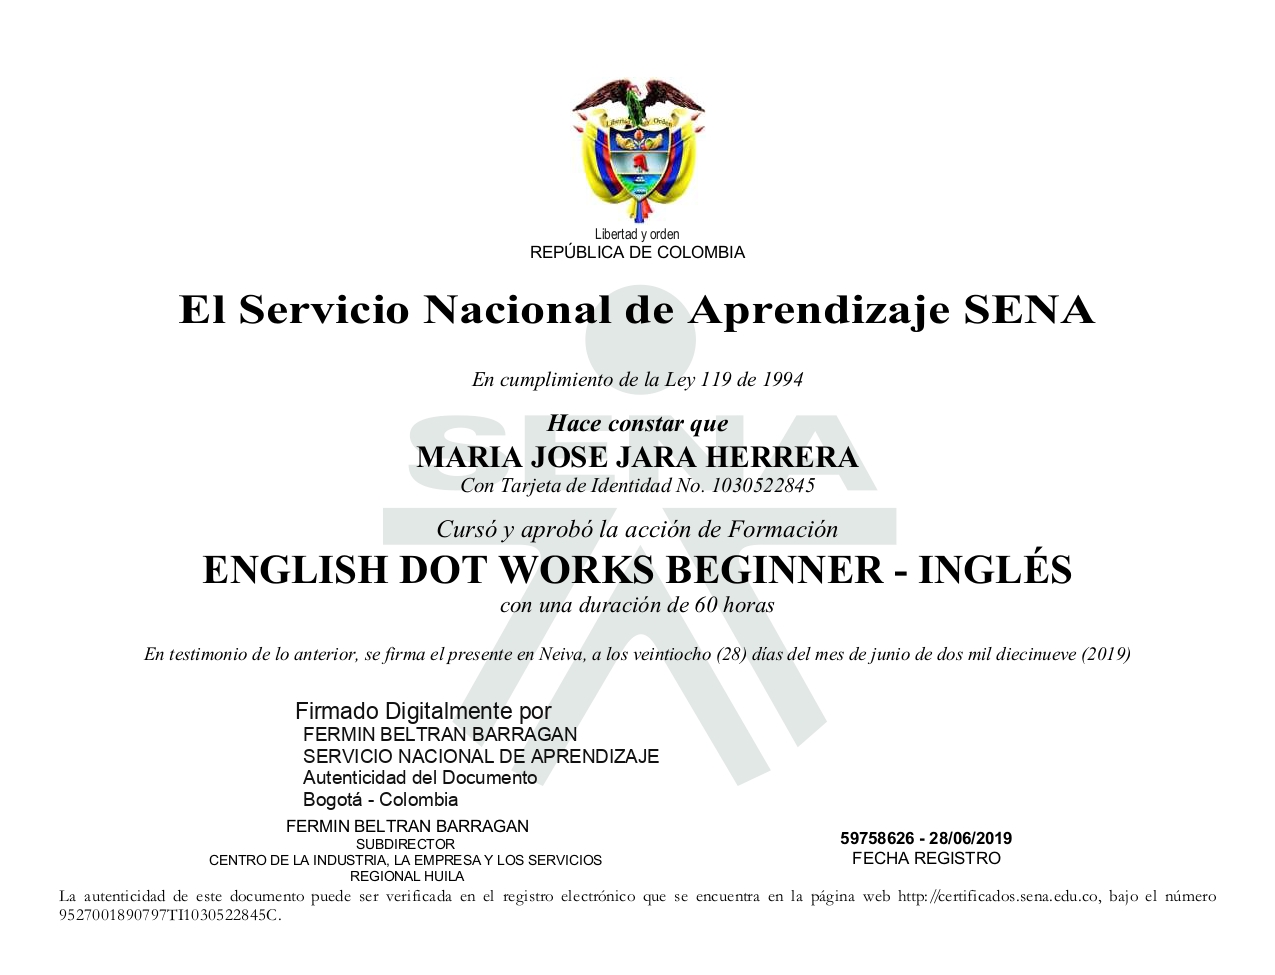 Libertad y Orden
Libertad y orden
REPÚBLICA DE COLOMBIA
El Servicio Nacional de Aprendizaje SENA
En cumplimiento de la Ley 119 de 1994
Hace constar que
SENA
MARIA JOSE JARA HERRERA
Con Tarjeta de Identidad No. 1030522845
Cursó y aprobó la acción de Formación
ENGLISH DOT WORKS BEGINNER - INGLÉS
con una duración de 60 horas
En testimonio de lo anterior, se firma el presente en Neiva, a los veintiocho (28) días del mes de junio de dos mil diecinueve (2019)
Firmado Digitalmente por
FERMIN BELTRAN BARRAGAN
SERVICIO NACIONAL DE APRENDIZAJE
Autenticidad del Documento
Bogotá - Colombia
FERMIN BELTRAN BARRAGAN
SUBDIRECTOR
CENTRO DE LA INDUSTRIA, LA EMPRESA Y LOS SERVICIOS
REGIONAL HUILA
59758626 - 28/06/2019
FECHA REGISTRO
La autenticidad de este documento puede ser verificada en el registro electrónico que se encuentra en la página web http://certificados.sena.edu.co, bajo el número
9527001890797TI1030522845C.